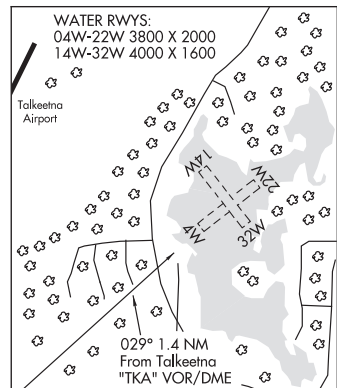 WATER RWYS:
04W-22W 3800 X 2000
14W-32W 4000 X 1600
Talkeetna
Airport
14W
22W
4W
32W
029° 1.4 NM
From Talkeetna
"TKA" VOR/DME